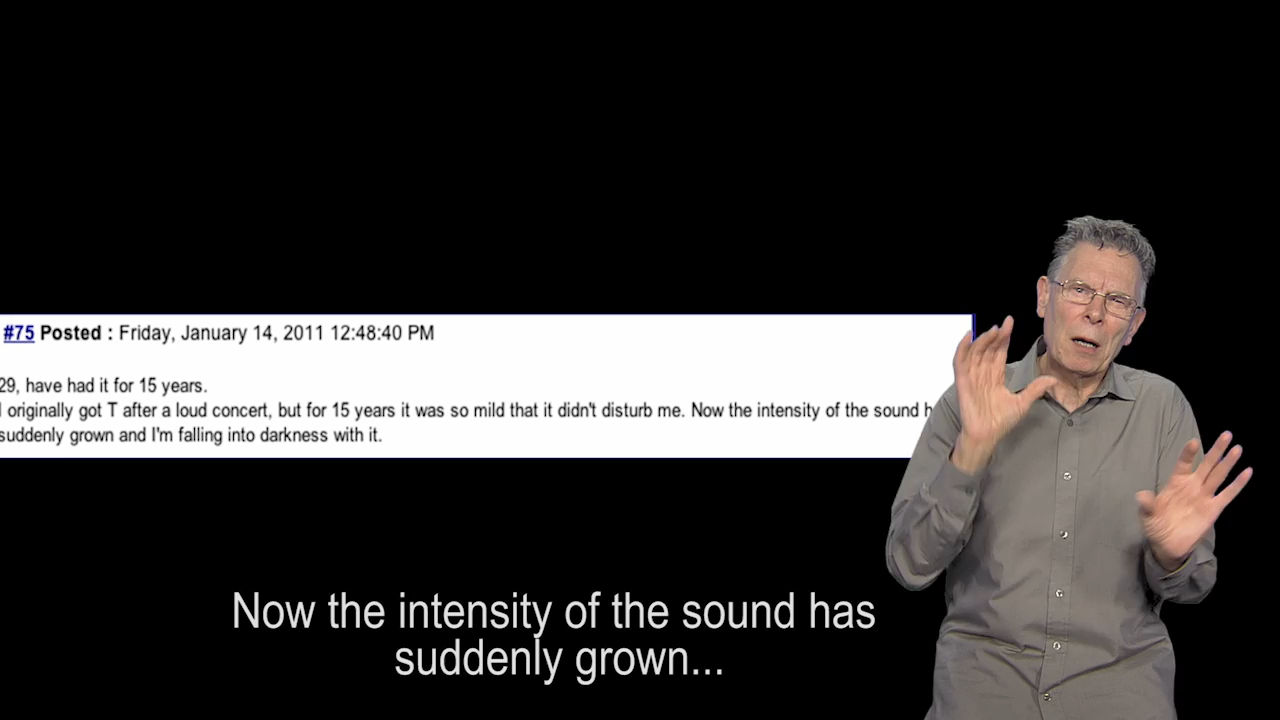 #75 Posted : Friday, January 14, 2011 12:48:40 PM
29, have had it for 15 years.
I originally got T after a loud concert, but for 15 years it was so mild that it didn't disturb me. Now the intensity of the sound h
suddenly grown and I'm falling into darkness with it.
Now the intensity of the sound has
suddenly grown...